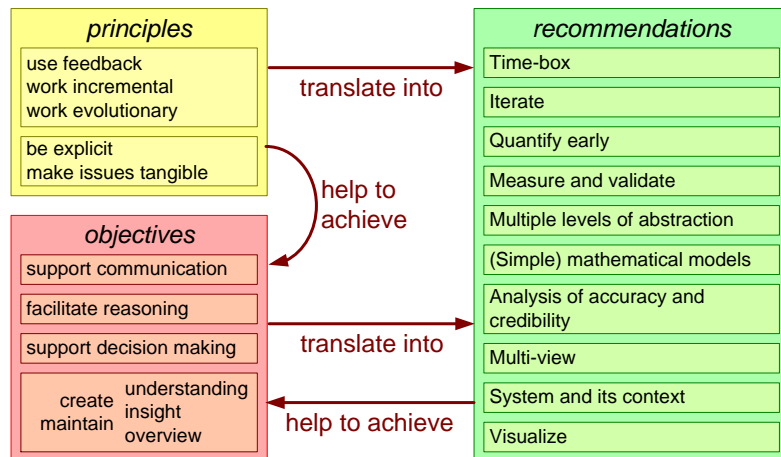 principles
use feedback
work incremental
work evolutionary
be explicit
make issues tangible
translate into
help to
achieve
objectives
support communication
facilitate reasoning
support decision making
create
maintain
understanding
insight
overview
translate into
help to achieve
recommendations
Time-box
Iterate
Quantify early
Measure and validate
Multiple levels of abstraction
(Simple) mathematical models
Analysis of accuracy and
credibility
Multi-view
System and its context
Visualize